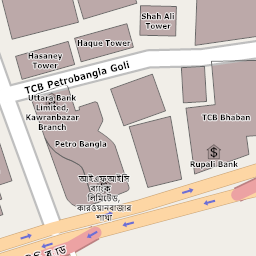 Shah Ali
Tower
Haque Tower
Hasaney
Tower
TCB Petrobangla Goli
Uttara Bank
Limited,
Kawranbazar
Branch
TCB Bhaban
Petro Bangla
$
Rupali Bank
আইএফআইসি
ব্যাংক
লিমিটেড,
কারওয়ানবাজার
শাখা